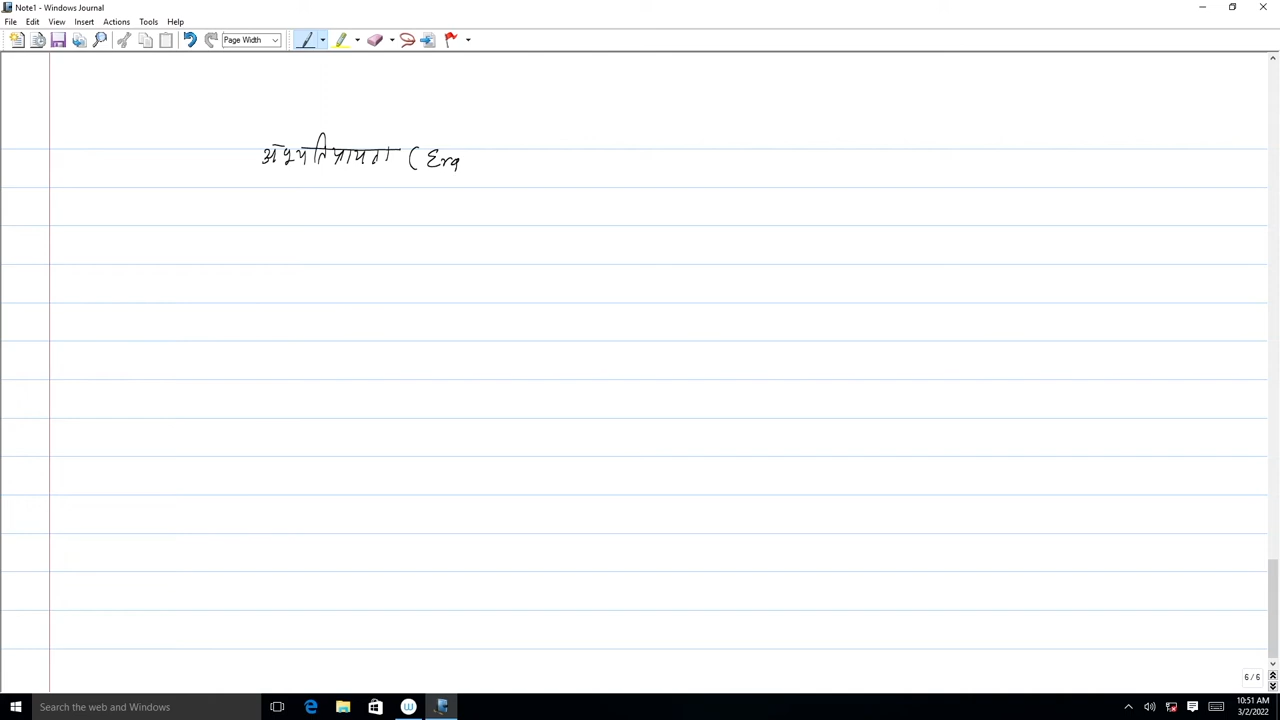 Note1 - Windows Journal
File Edit View Insert Actions Tools Help
Page Width
( Erg
6 / 6
Search the web and Windows
10:51 AM
3/2/2022